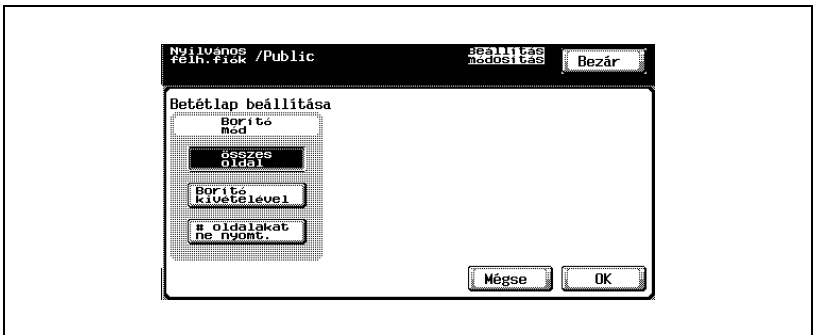 Nyilvános
felh.fiók /Public
Beállítás
módosítás
Bezár
Betétlap beállítása
Borító
mód
összes
oldal
Borító
kivételével
# oldalakat
ne nyomt.
Mégse
OK